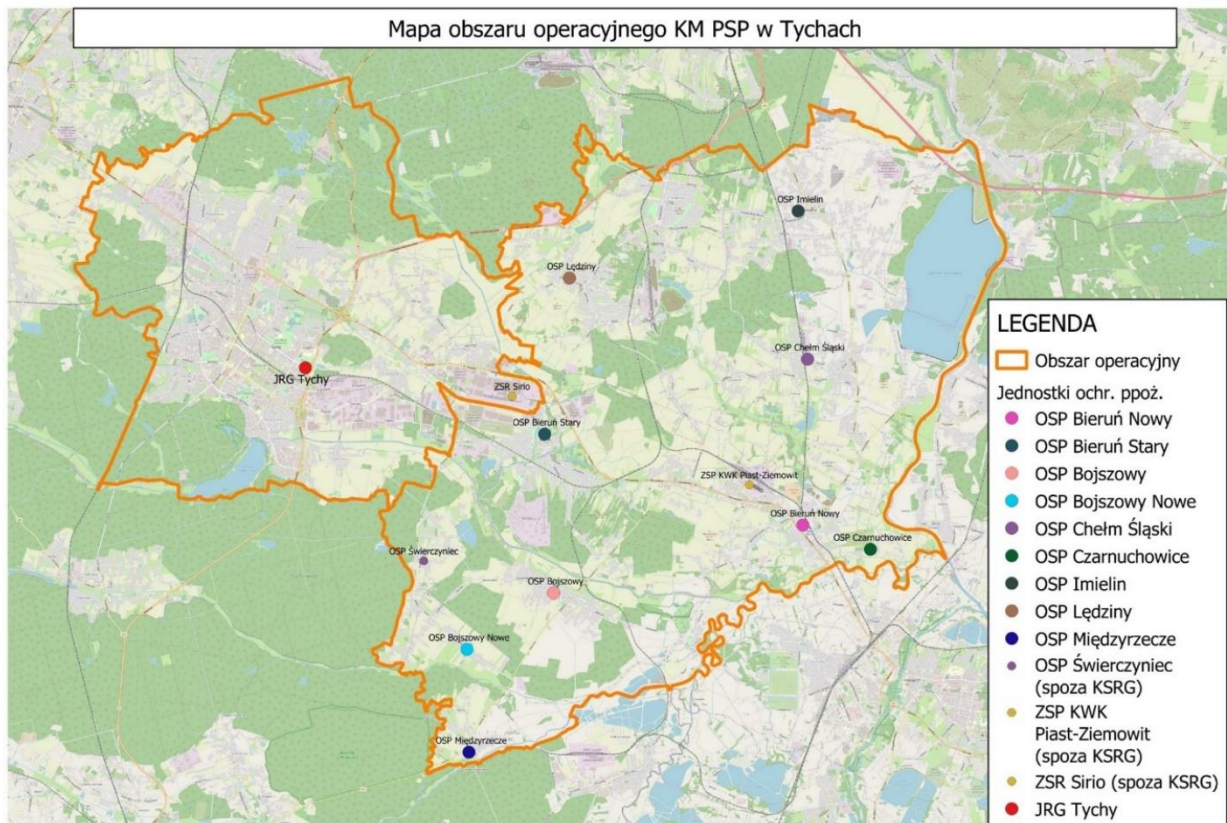 Mapa obszaru operacyjnego KM PSP w Tychach
OSP Imielin
OSP Lędziny
OSP Chełm Śląski
JRG Tychy
ZSR Sirio
OSP Bieruń Stary
ZSP KWK Piast-Ziemowit
OSP Bieruń Nowy
OSP Czarnuchowice
OSP Świerczyniec
OSP Bojszowy
OSP Bojszowy Nowe
OSP Międzyrzecze
LEGENDA
Obszar operacyjny
Jednostki ochr. ppoż.
OSP Bieruń Nowy
OSP Bieruń Stary
OSP Bojszowy
OSP Bojszowy Nowe
OSP Chełm Śląski
OSP Czarnuchowice
OSP Imielin
OSP Lędziny
OSP Międzyrzecze
OSP Świerczyniec
(spoza KSRG)
ZSP KWK
Piast-Ziemowit
(spoza KSRG)
ZSR Sirio (spoza KSRG)
JRG Tychy